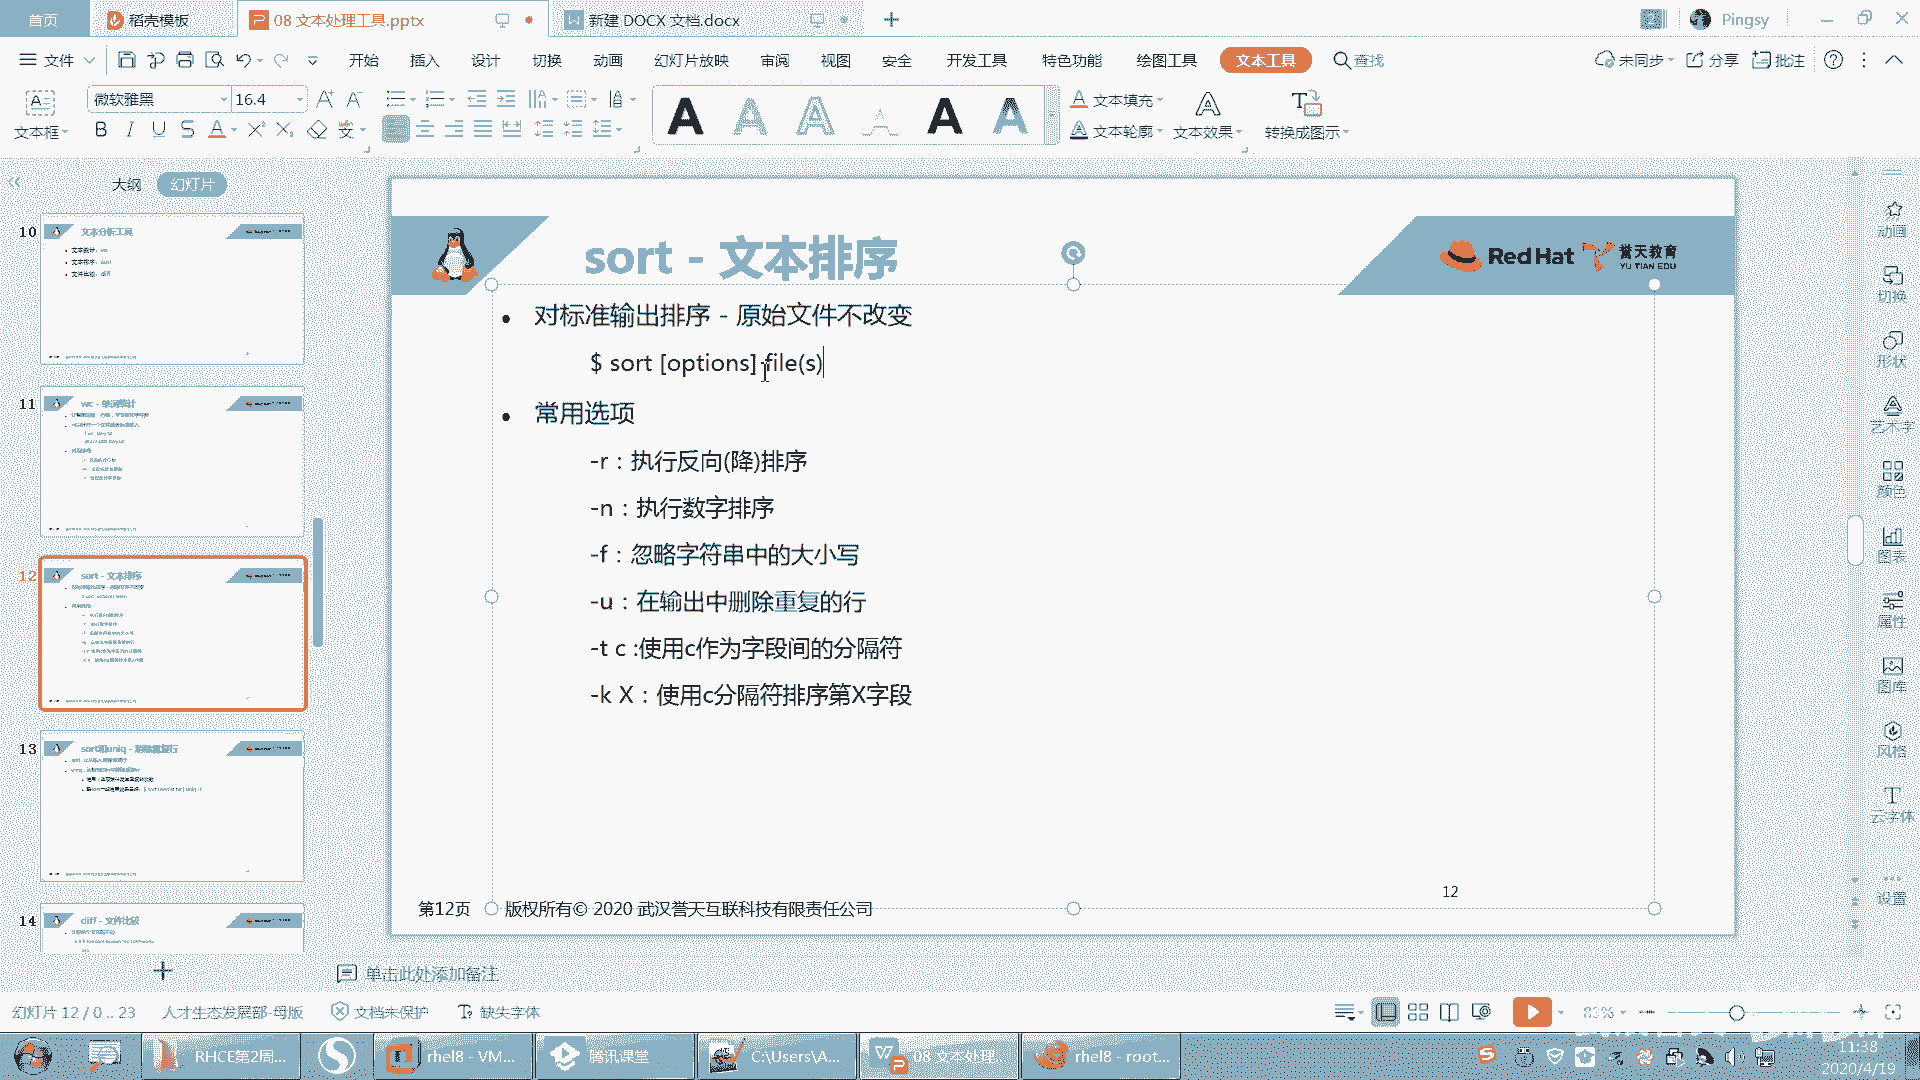 首页
稻壳模板
08 文本处理工具.pptx
新建 DOCX 文档.docx
Pingsy
文件
开始
插入
设计
切换
动画
幻灯片放映
审阅
视图
安全
开发工具
特色功能
绘图工具
文本工具
查找
未同步
分享
批注
文本框
微软雅黑
16.4
文本填充
文本轮廓
文本效果
转换成图示
大纲
幻灯片
10
文本分析工具
11
wc - 单词统计
12
sort - 文本排序
13
sort和uniq - 删除重复行
14
diff - 文件比较
sort - 文本排序
Red Hat
誉天教育
YU TIAN EDU
对标准输出排序 - 原始文件不改变
$ sort [options] file(s)
常用选项
-r：执行反向(降)排序
-n：执行数字排序
-f：忽略字符串中的大小写
-u：在输出中删除重复的行
-t c :使用c作为字段间的分隔符
-k X：使用c分隔符排序第X字段
12
第12页
版权所有© 2020 武汉誉天互联科技有限责任公司
动画
切换
形状
艺术字
颜色
图表
属性
图库
风格
云字体
设置
单击此处添加备注
幻灯片 12 / 0 .. 23
人才生态发展部-母版
文档未保护
缺失字体
RHCE第2周...
rhel8 - VM...
腾讯课堂
C:\Users\A...
08 文本处理...
rhel8 - root...
11:38
2020/4/19